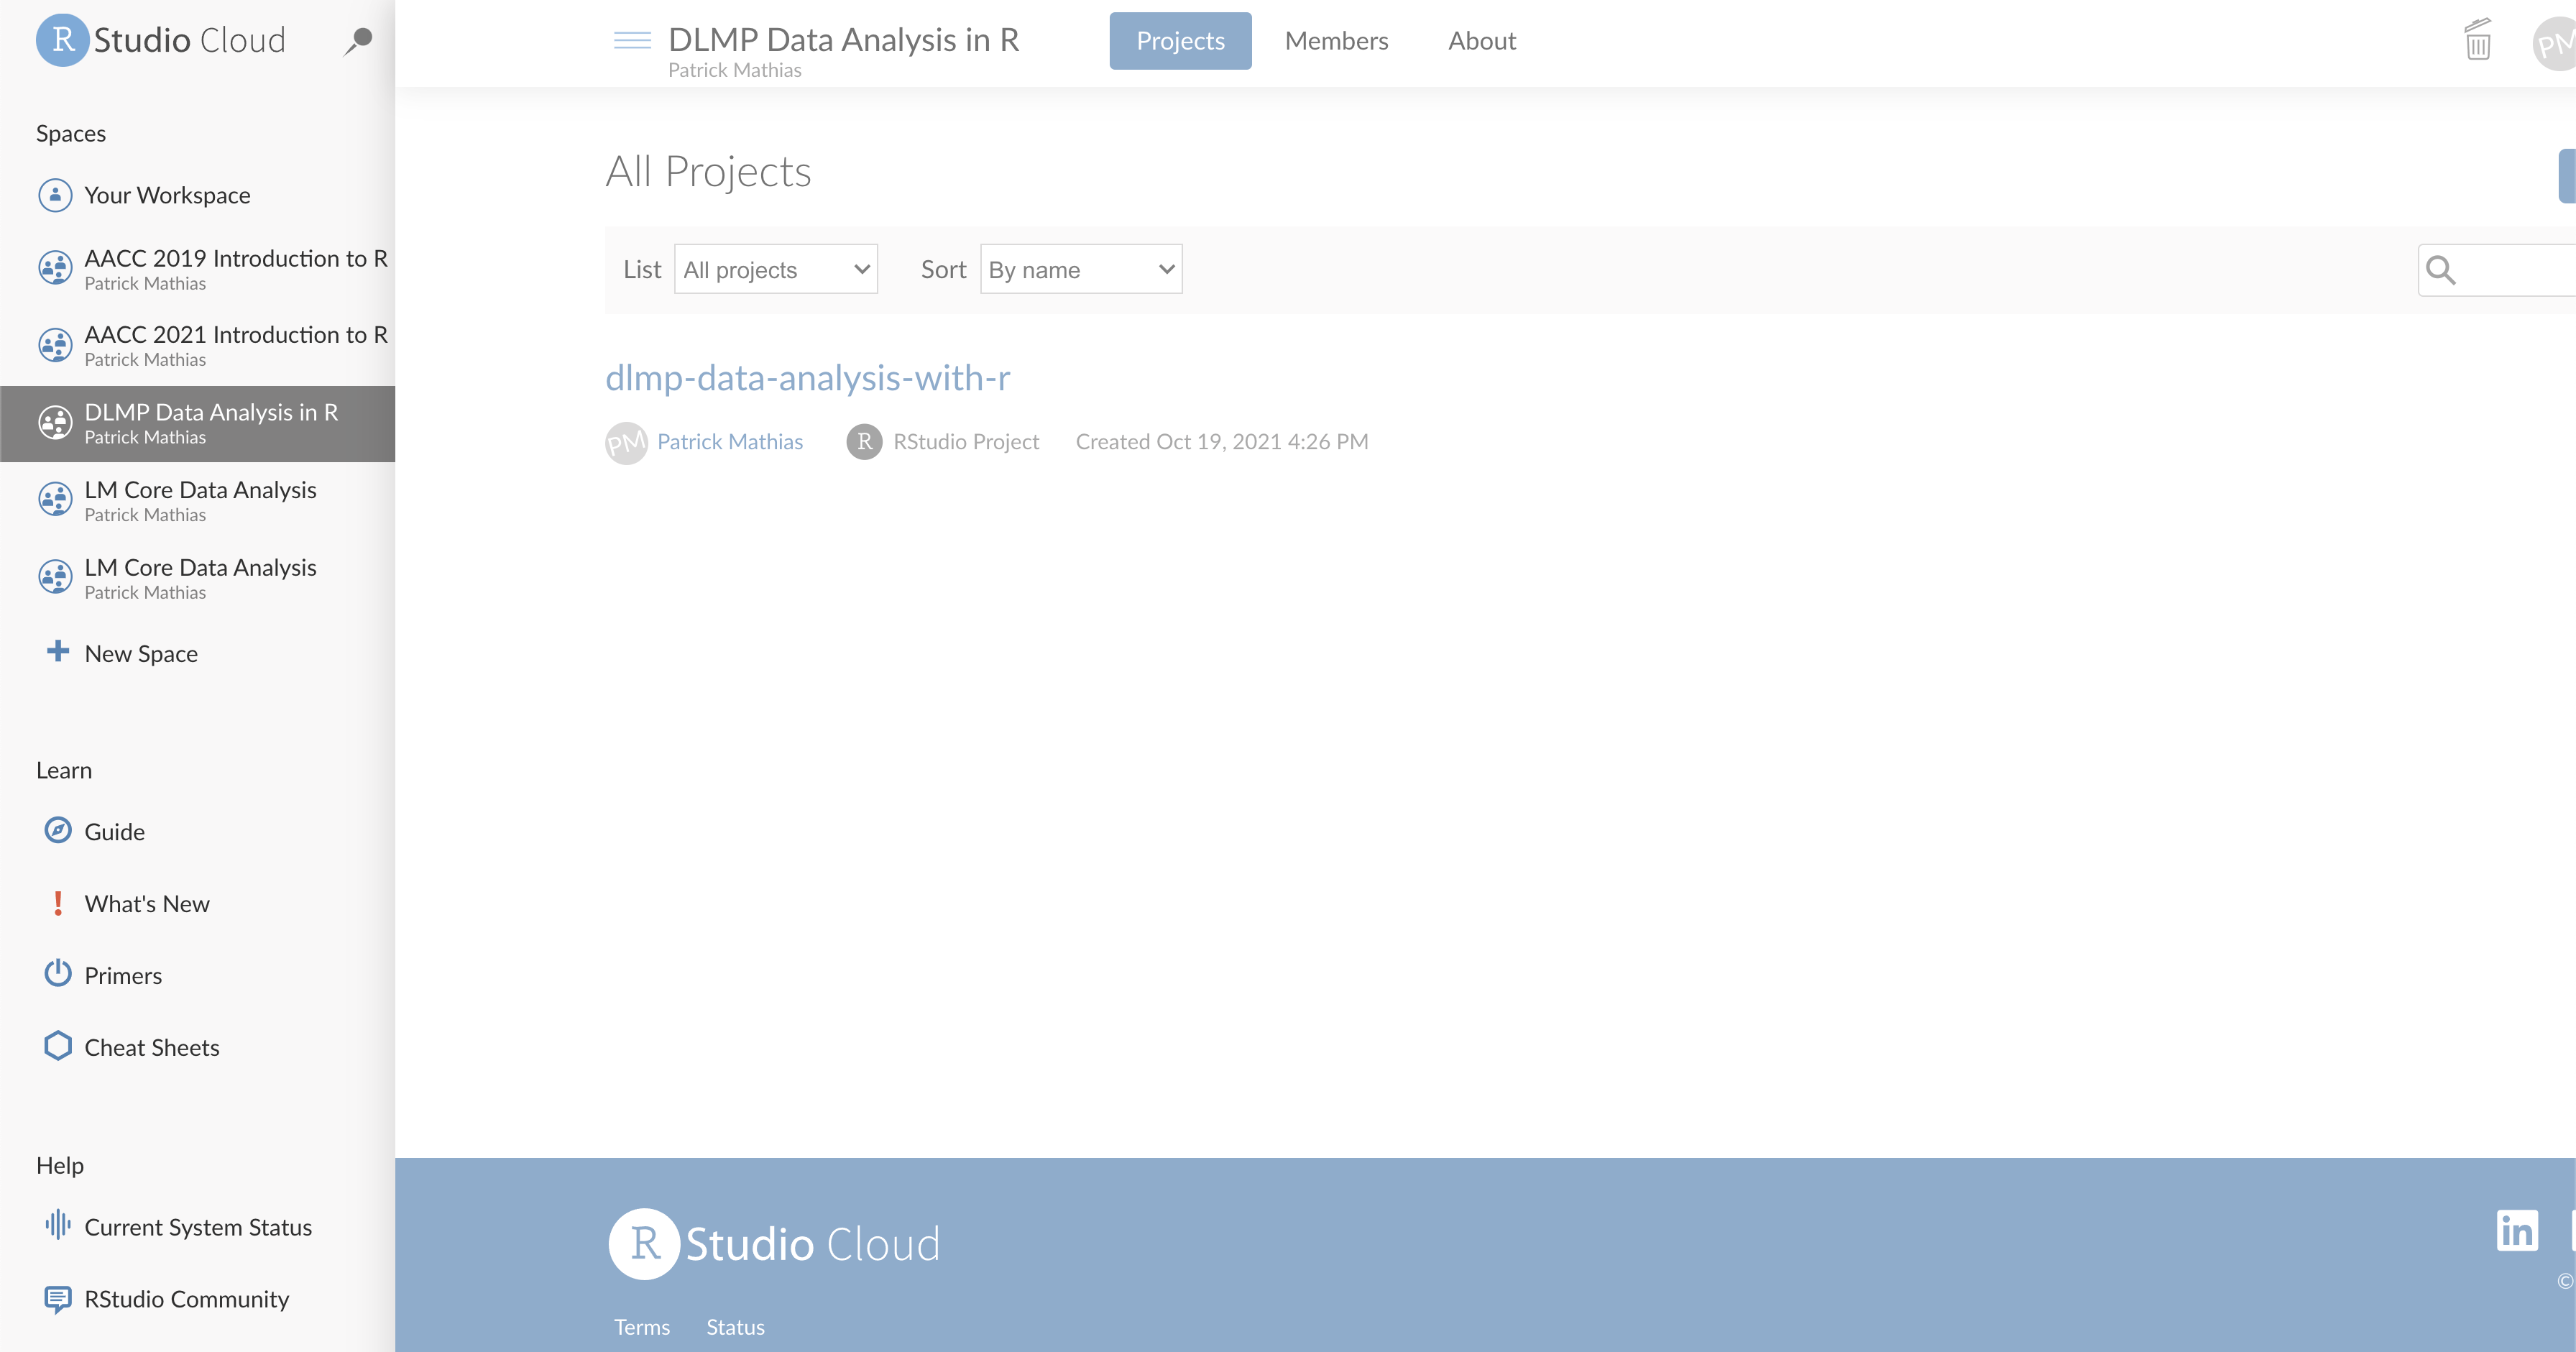 R Studio Cloud
Spaces
Your Workspace
AACC 2019 Introduction to R
Patrick Mathias
AACC 2021 Introduction to R
Patrick Mathias
DLMP Data Analysis in R
Patrick Mathias
LM Core Data Analysis
Patrick Mathias
LM Core Data Analysis
Patrick Mathias
New Space
Learn
Guide
What's New
Primers
Cheat Sheets
Help
Current System Status
RStudio Community
DLMP Data Analysis in R
Patrick Mathias
Projects Members About
PM
All Projects
List All projects Sort By name
dlmp-data-analysis-with-r
PM Patrick Mathias R RStudio Project Created Oct 19, 2021 4:26 PM
R Studio Cloud
in
©
Terms Status